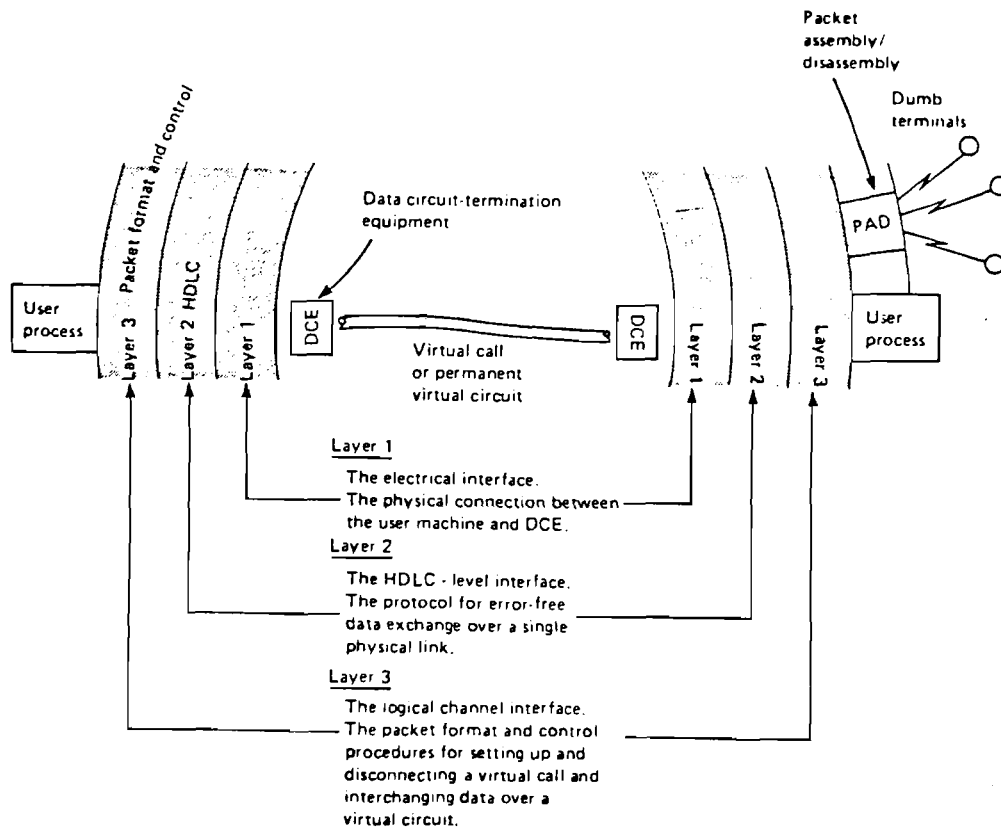 Packet
assembly/
disassembly
Dumb
terminals
PAD
Data circuit-termination
equipment
User
process
Layer 3 Packet format and control
Layer 2 HDLC
Layer 1
DCE
Virtual call
or permanent
virtual circuit
DCE
Layer 1
Layer 2
Layer 3
User
process
Layer 1
The electrical interface.
The physical connection between
the user machine and DCE.
Layer 2
The HDLC - level interface.
The protocol for error-free
data exchange over a single
physical link.
Layer 3
The logical channel interface.
The packet format and control
procedures for setting up and
disconnecting a virtual call and
interchanging data over a
virtual circuit.